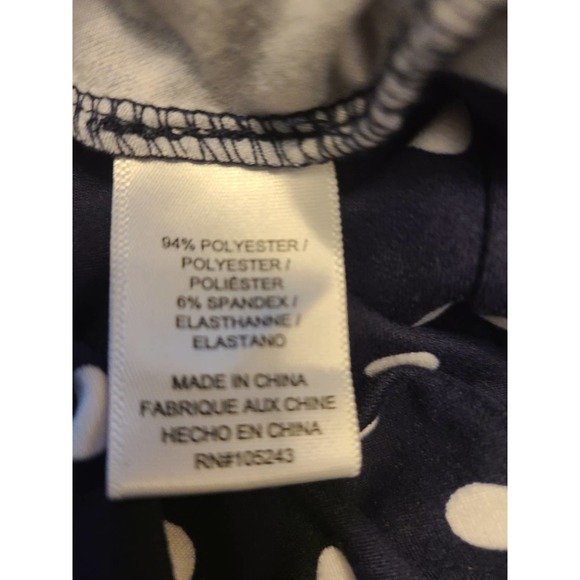 94% POLYESTER /
POLYESTER /
POLIÉSTER
6% SPANDEX /
ELASTHANNE /
ELASTANO
MADE IN CHINA
FABRIQUE AUX CHINE
HECHO EN CHINA
RN#105243